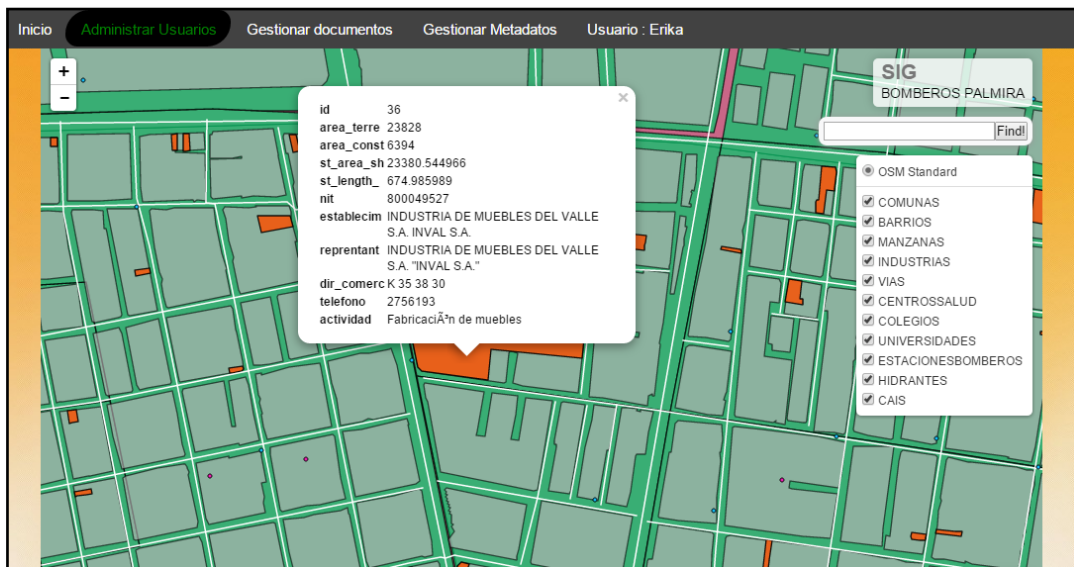 Inicio Administrar Usuarios Gestionar documentos Gestionar Metadatos Usuario : Erika
+
−
SIG
BOMBEROS PALMIRA
Find!
×
id 36
area_terre 23828
area_const 6394
st_area_sh 23380.544966
st_length_ 674.985989
nit 800049527
establecim INDUSTRIA DE MUEBLES DEL VALLE
S.A. INVAL S.A.
reprentant INDUSTRIA DE MUEBLES DEL VALLE
S.A. "INVAL S.A."
dir_comerc K 35 38 30
telefono 2756193
actividad FabricaciÃ³n de muebles
OSM Standard
COMUNAS
BARRIOS
MANZANAS
INDUSTRIAS
VIAS
CENTROSSALUD
COLEGIOS
UNIVERSIDADES
ESTACIONESBOMBEROS
HIDRANTES
CAIS